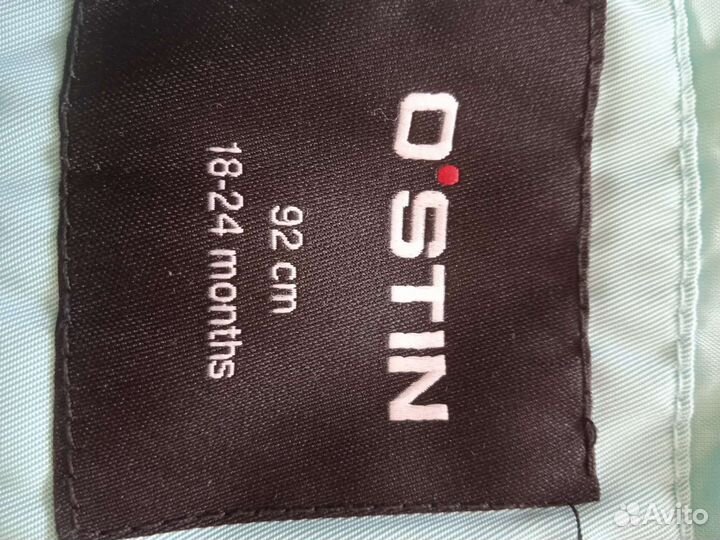 O'STIN
92 cm
18-24 months
Avito